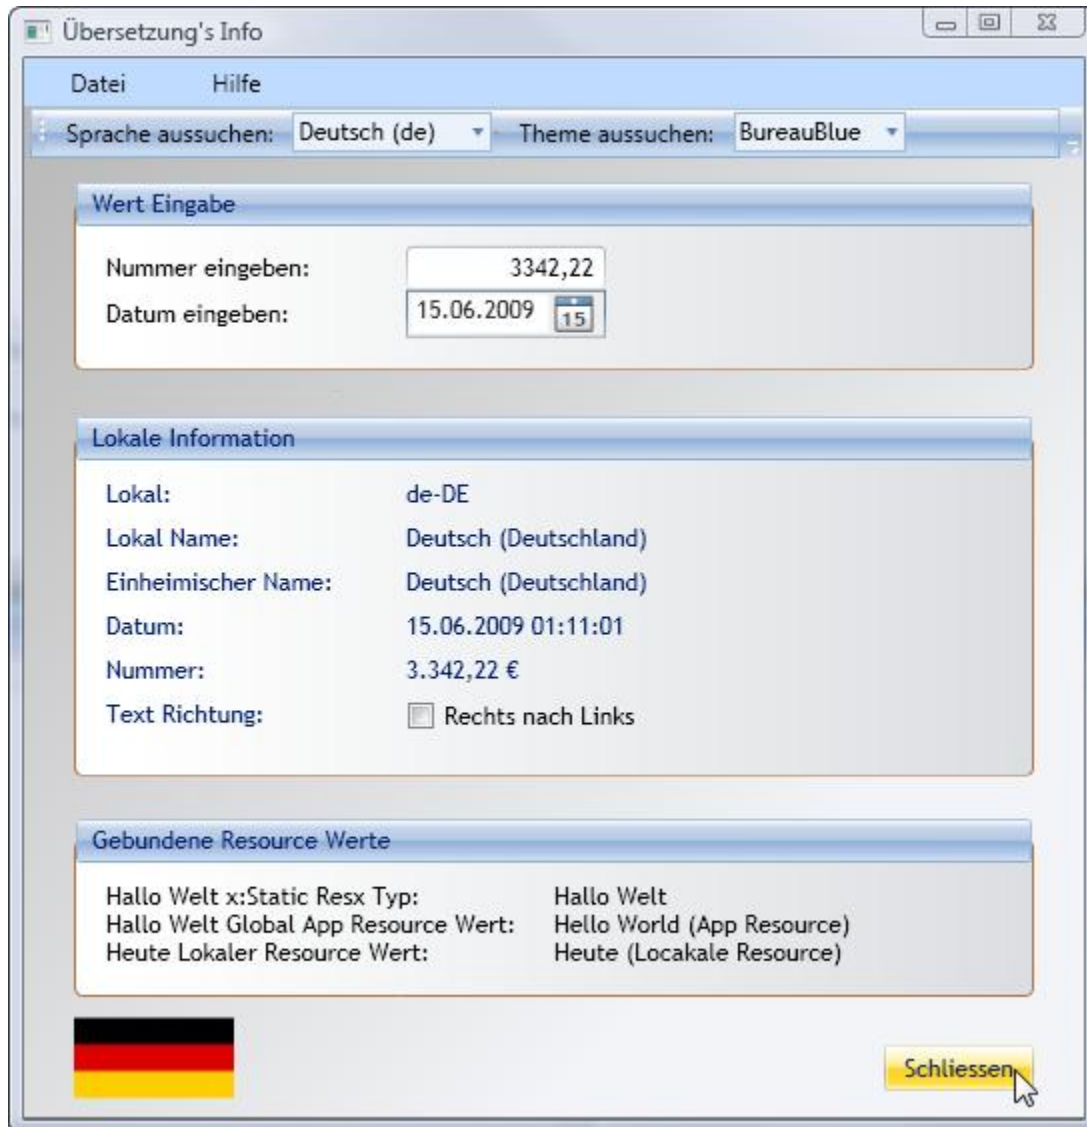 Übersetzung's Info
Datei Hilfe
Sprache aussuchen: Deutsch (de) Theme aussuchen: BureauBlue
Wert Eingabe
Nummer eingeben: 3342,22
Datum eingeben: 15.06.2009 15
Lokale Information
Lokal: de-DE
Lokal Name: Deutsch (Deutschland)
Einheimischer Name: Deutsch (Deutschland)
Datum: 15.06.2009 01:11:01
Nummer: 3.342,22 €
Text Richtung: Rechts nach Links
Gebundene Resource Werte
Hallo Welt x:Static Resx Typ: Hallo Welt
Hallo Welt Global App Resource Wert: Hello World (App Resource)
Heute Lokaler Resource Wert: Heute (Locakale Resource)
Schliessen